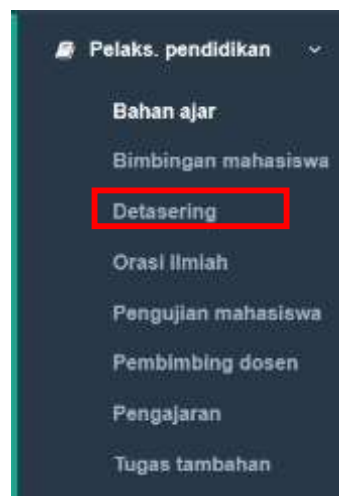 Pelaks. pendidikan
Bahan ajar
Bimbingan mahasiswa
Detasering
Orasi Ilmiah
Pengujian mahasiswa
Pembimbing dosen
Pengajaran
Tugas tambahan